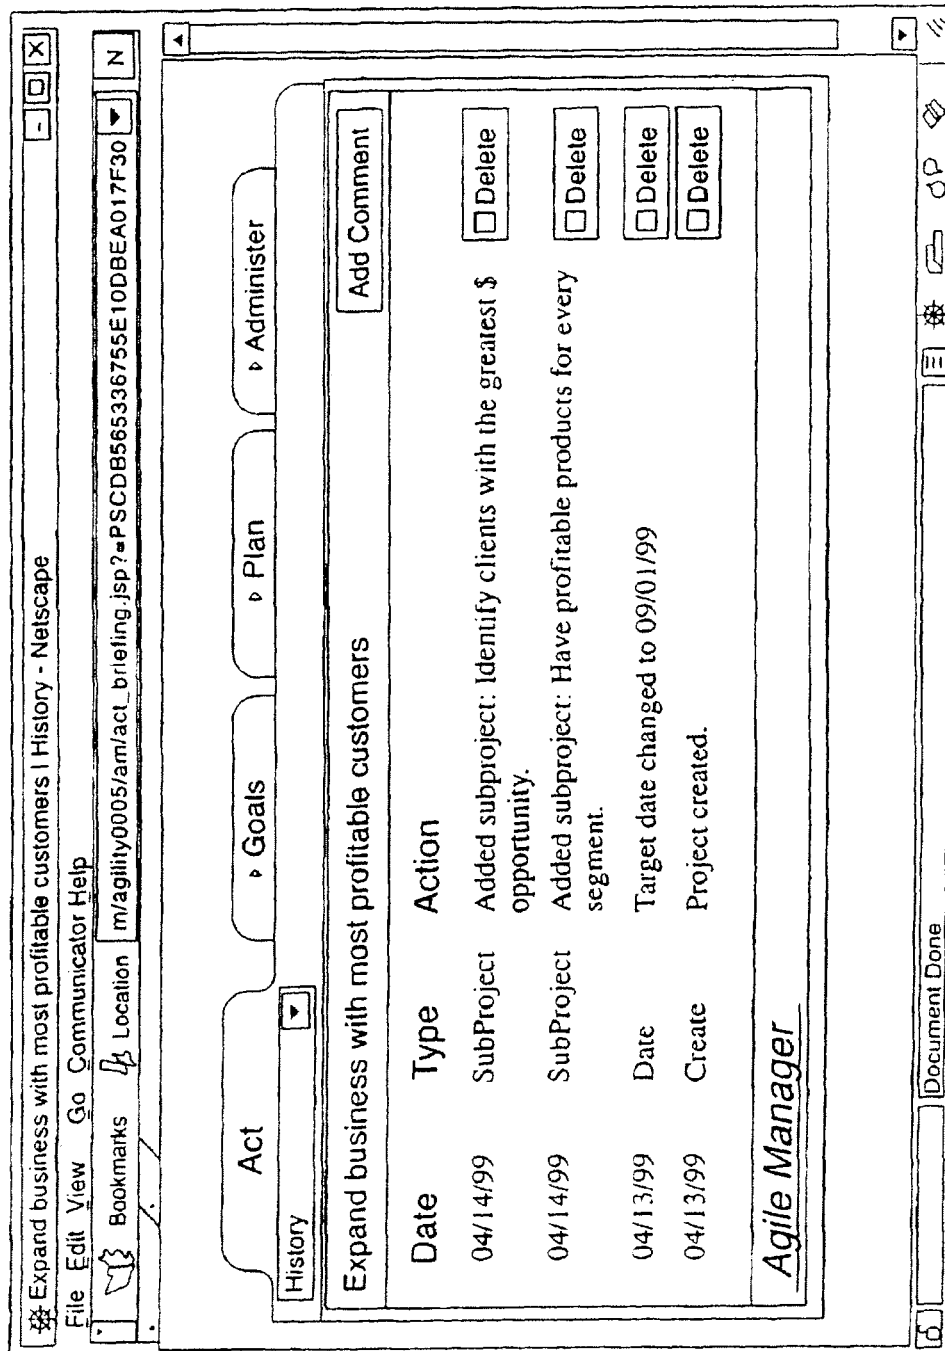 Expand business with most profitable customers | History - Netscape
File Edit View Go Communicator Help
Bookmarks Location m/agility0005/am/act_briefing.jsp?=PSCDB565336755E10DBEA017F30 N
Act Goals Plan Administer
History
Expand business with most profitable customers Add Comment
Date Type Action
04/14/99 SubProject Added subproject: Identify clients with the greatest $ Delete
opportunity.
04/14/99 SubProject Added subproject: Have profitable products for every Delete
segment.
04/13/99 Date Target date changed to 09/01/99 Delete
04/13/99 Create Project created. Delete
Agile Manager
Document Done